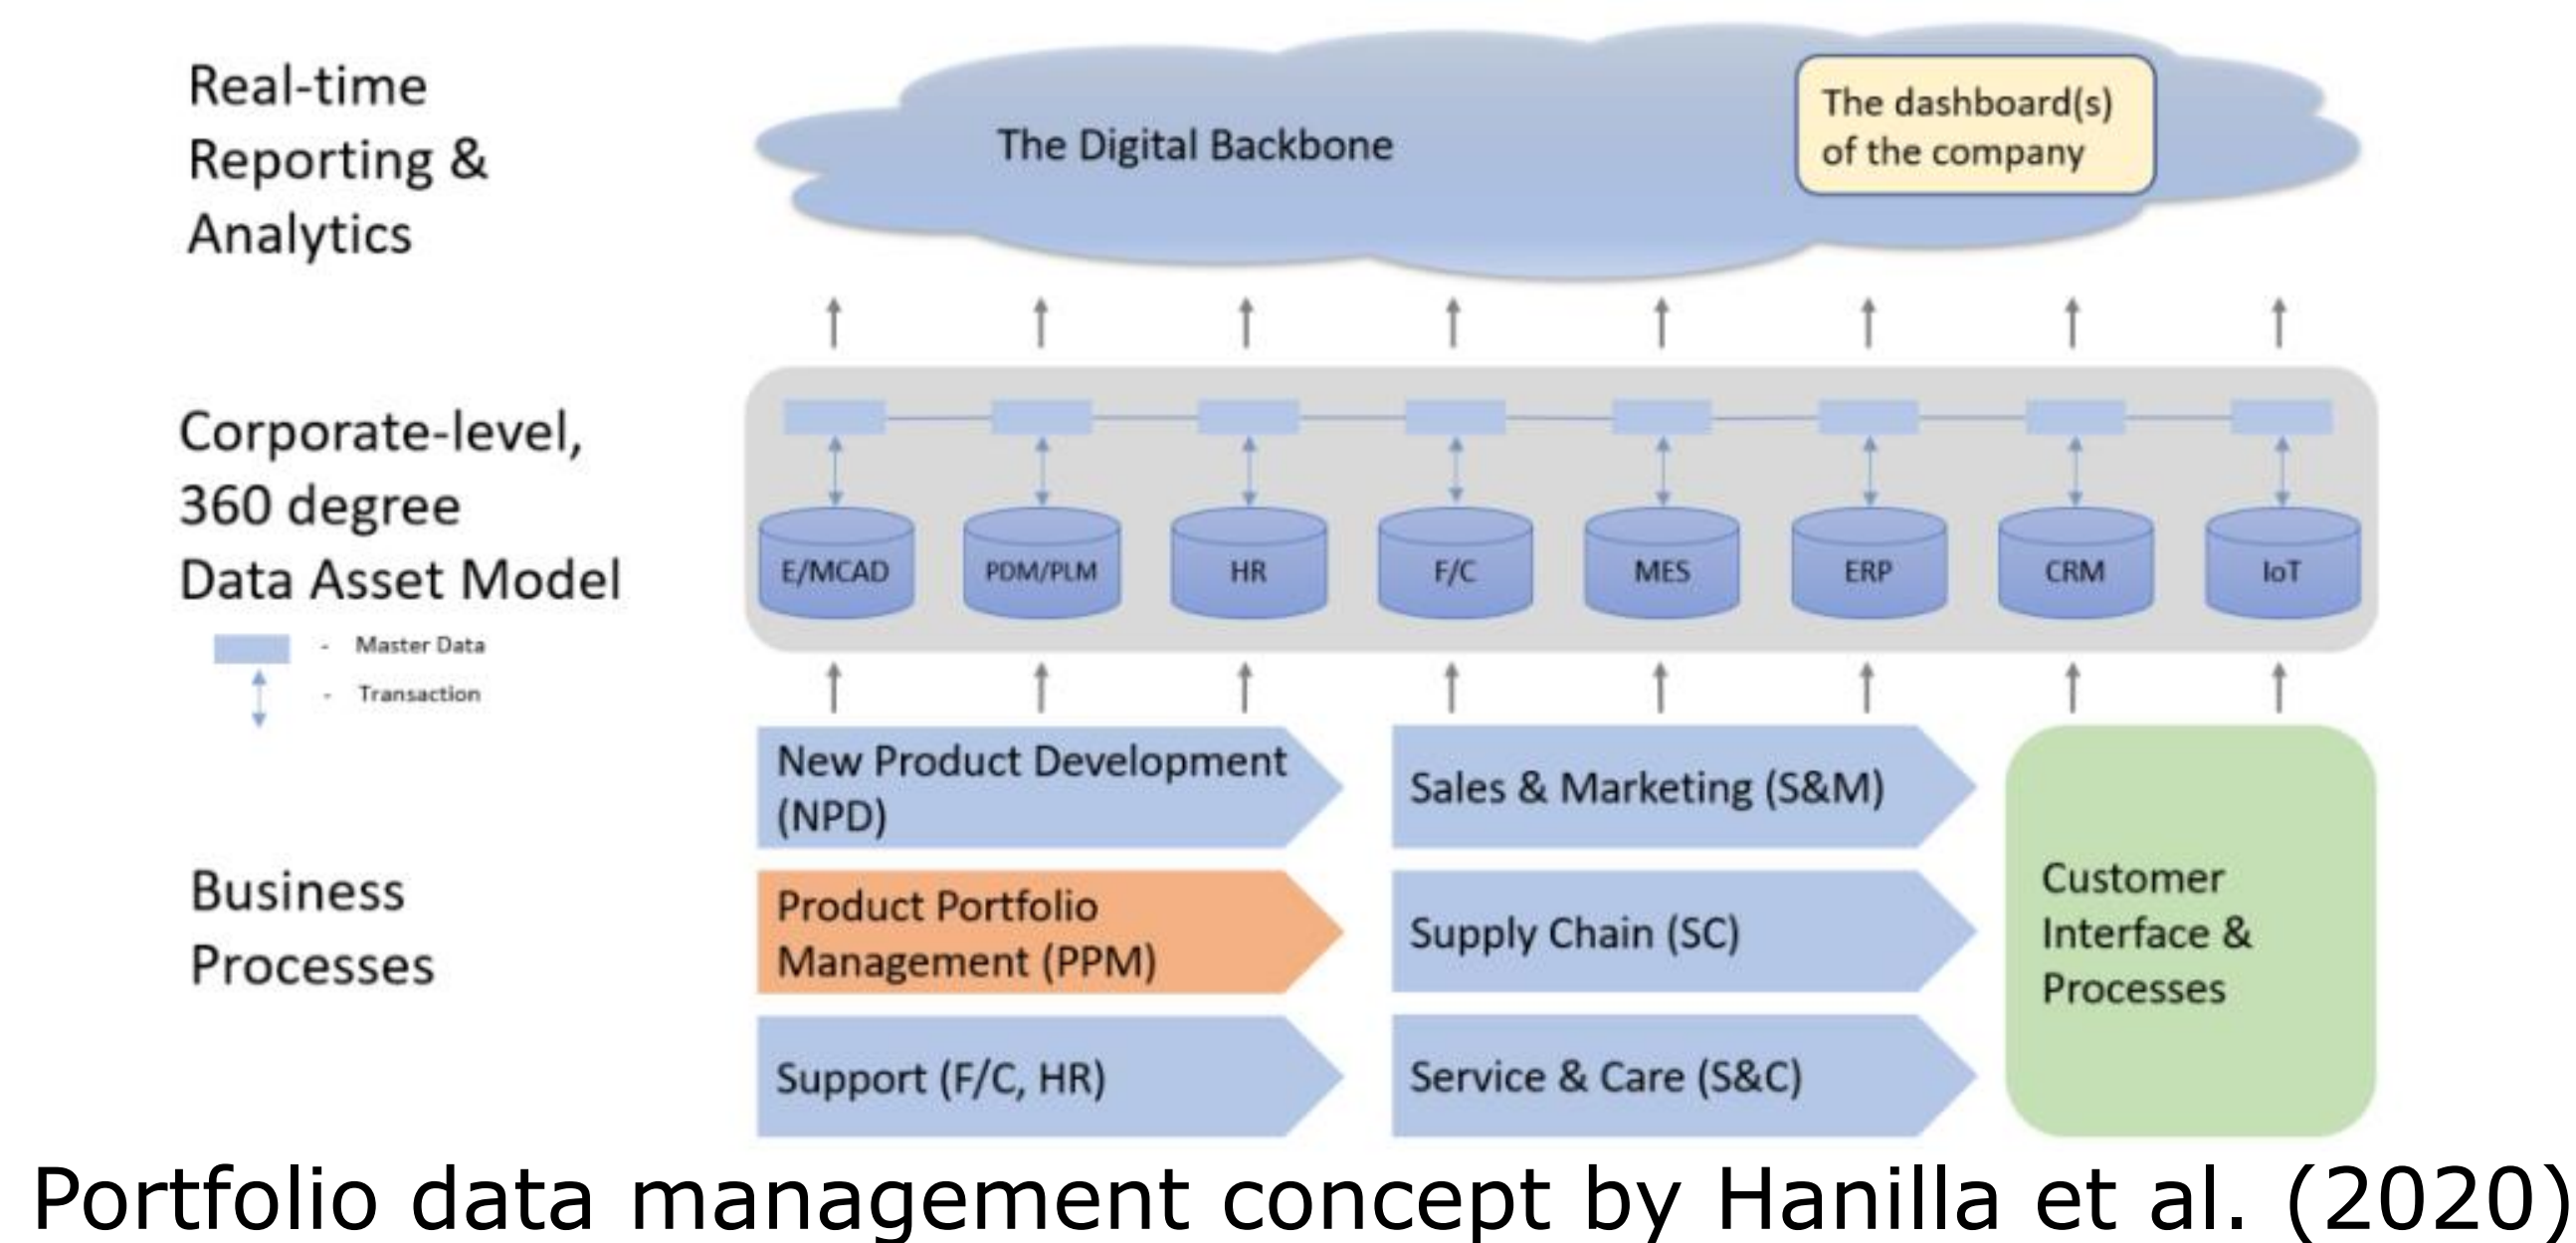 Real-time
Reporting &
Analytics
The Digital Backbone
The dashboard(s)
of the company
Corporate-level,
360 degree
Data Asset Model
- Master Data
- Transaction
E/MCAD
PDM/PLM
HR
F/C
MES
ERP
CRM
IoT
Business
Processes
New Product Development
(NPD)
Product Portfolio
Management (PPM)
Support (F/C, HR)
Sales & Marketing (S&M)
Supply Chain (SC)
Service & Care (S&C)
Customer
Interface &
Processes
Portfolio data management concept by Hanilla et al. (2020)